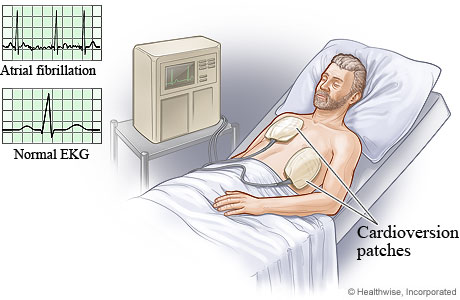 Atrial fibrillation
Normal EKG
Cardioversion
patches
© Healthwise, Incorporated